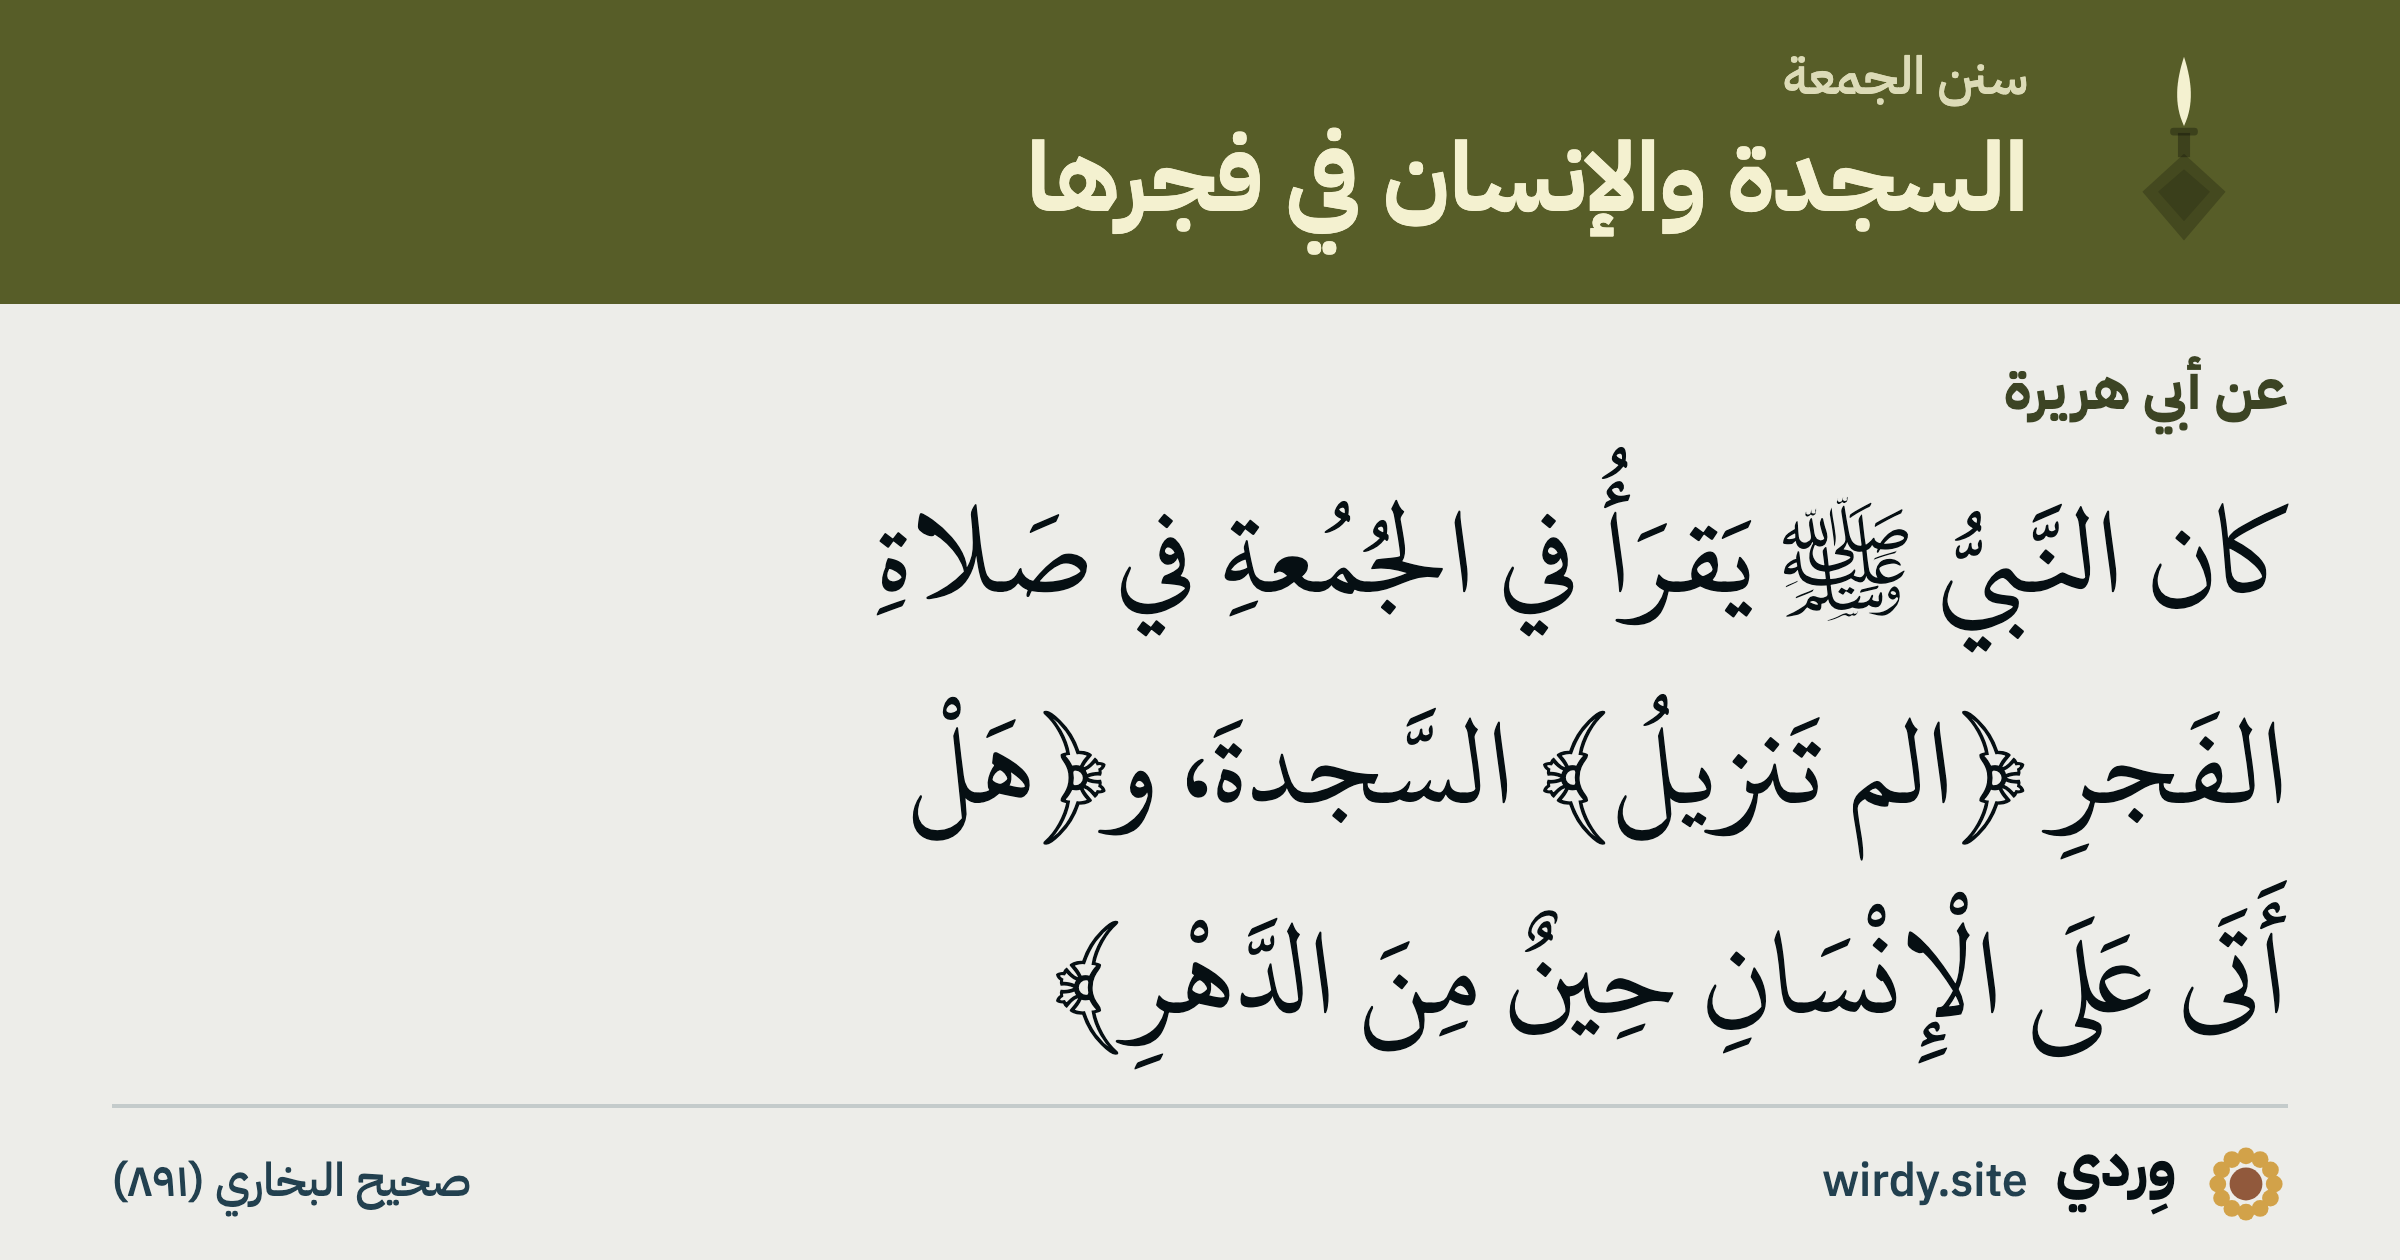 سنن الجمعة
السجدة والإنسان في فجرها
عن أبي هريرة
كان النَّبيُّ ﷺ يَقرَأُ في الجُمُعةِ في صَلاةِ
الفَجرِ ﴿الم تَنزيلُ﴾ السَّجدةَ، و﴿هَلْ
أَتَى عَلَى الْإِنْسَانِ حِينٌ مِنَ الدَّهْرِ﴾
وِردي wirdy.site
صحيح البخاري (٨٩١)